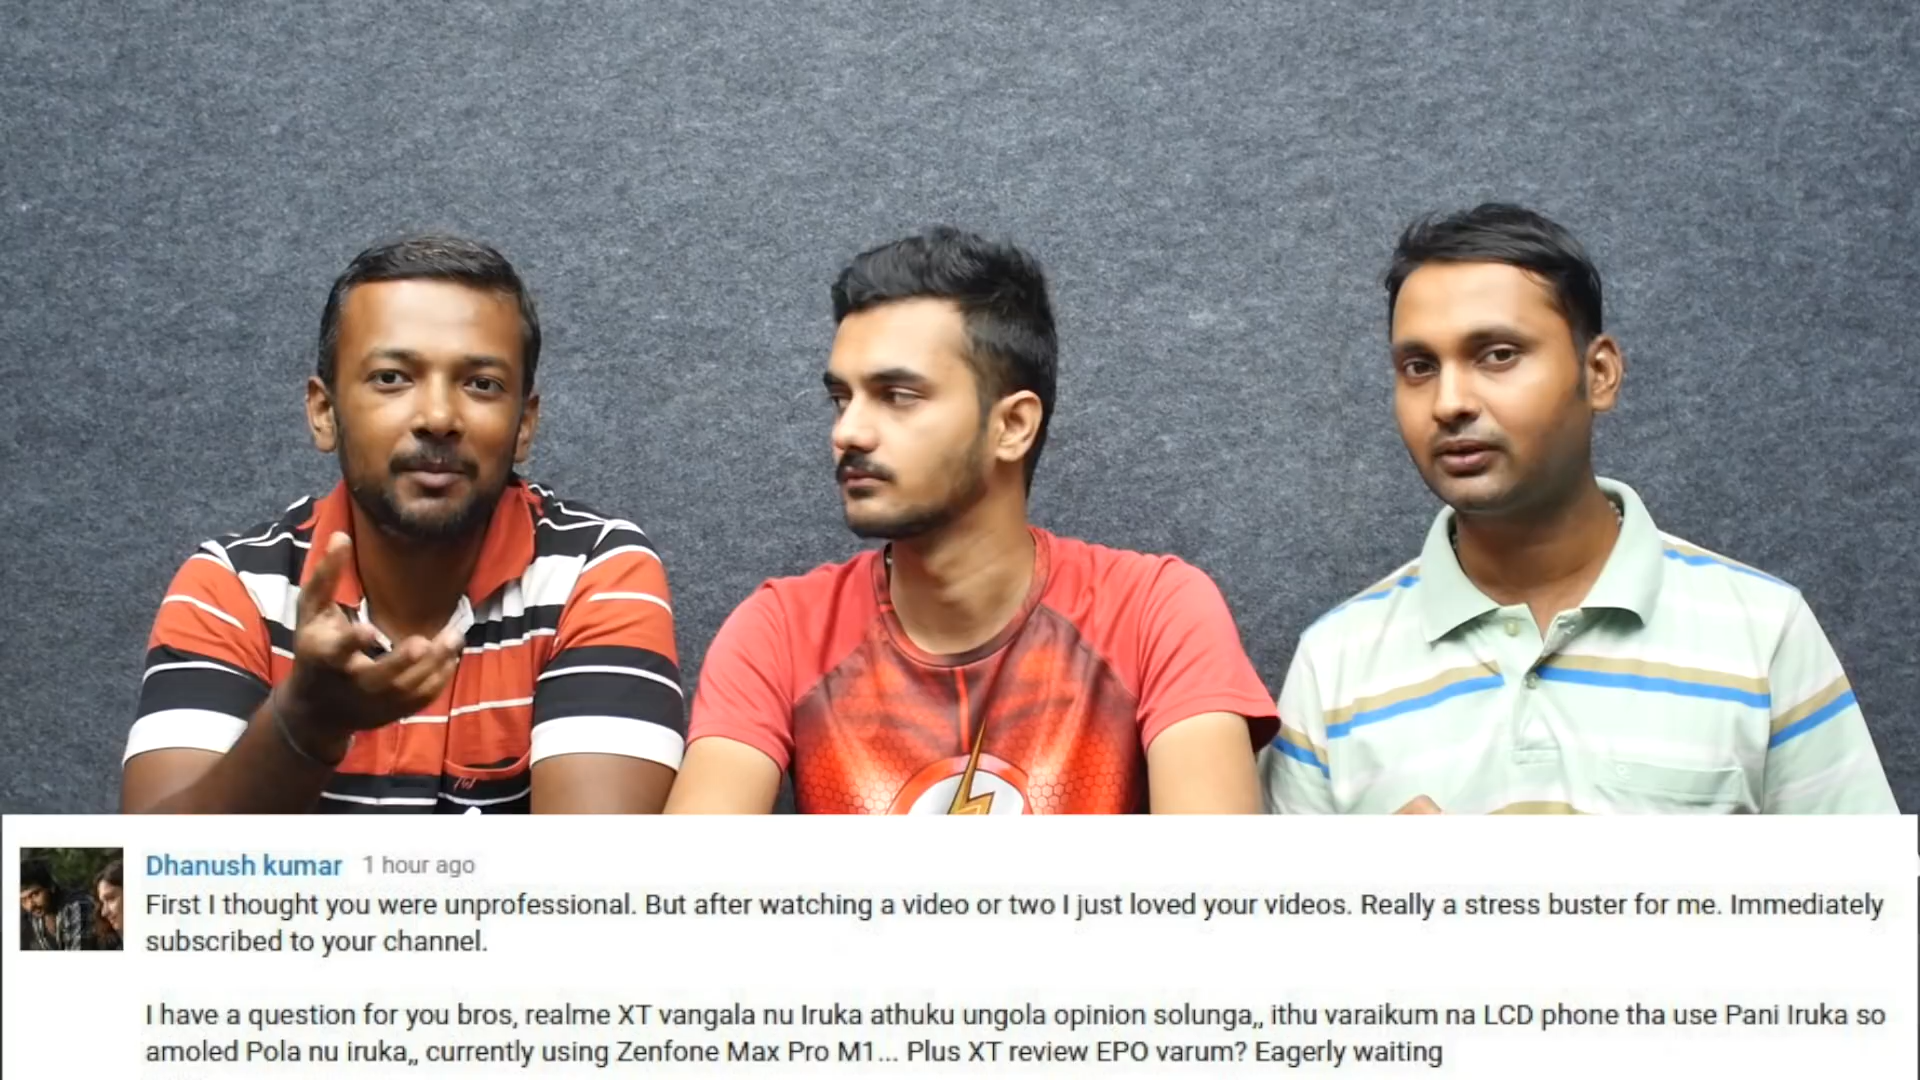 Dhanush kumar 1 hour ago
First I thought you were unprofessional. But after watching a video or two I just loved your videos. Really a stress buster for me. Immediately
subscribed to your channel.
I have a question for you bros, realme XT vangala nu Iruka athuku ungola opinion solunga,, ithu varaikum na LCD phone tha use Pani Iruka so
amoled Pola nu iruka,, currently using Zenfone Max Pro M1... Plus XT review EPO varum? Eagerly waiting